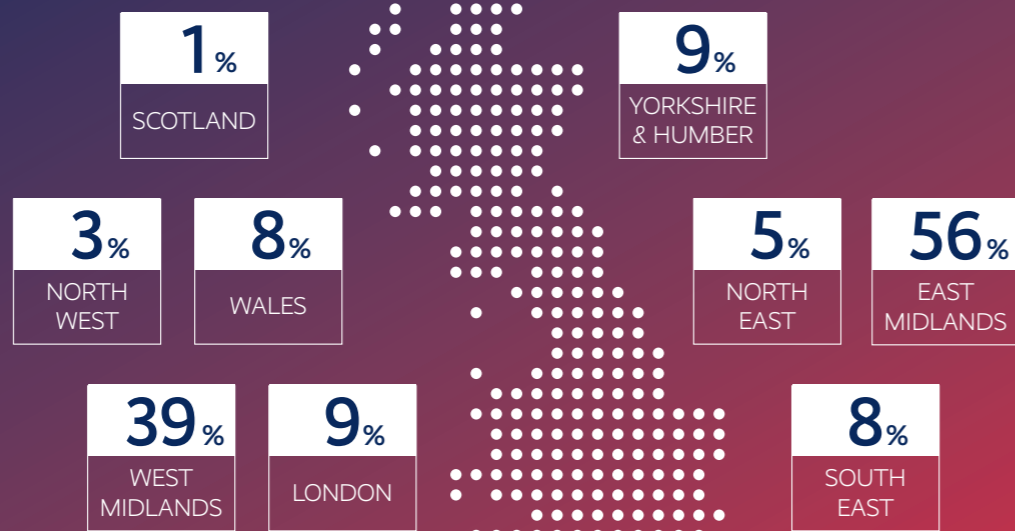 1%
SCOTLAND
9%
YORKSHIRE
& HUMBER
3%
NORTH
WEST
8%
WALES
5%
NORTH
EAST
56%
EAST
MIDLANDS
39%
WEST
MIDLANDS
9%
LONDON
8%
SOUTH
EAST